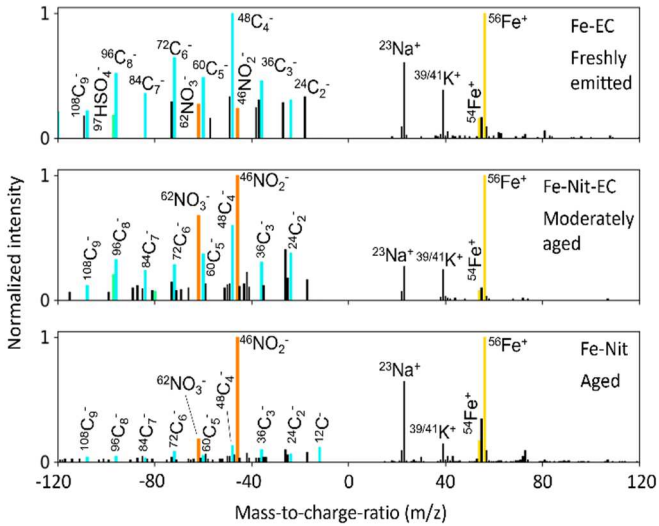 Normalized intensity
1
0
108C9-
97HSO4-
96C8-
84C7-
72C6-
62NO3-
60C5-
48C4-
46NO2-
36C3-
24C2-
23Na+
39/41K+
54Fe+
56Fe+
Fe-EC
Freshly
emitted
1
0
108C9-
96C8-
84C7-
72C6-
62NO3-
60C5-
48C4-
46NO2-
36C3-
24C2-
23Na+
39/41K+
54Fe+
56Fe+
Fe-Nit-EC
Moderately
aged
1
0
108C9-
96C8-
84C7-
72C6-
62NO3-
60C5-
48C4-
46NO2-
36C3-
24C2-
12C-
23Na+
39/41K+
54Fe+
56Fe+
Fe-Nit
Aged
-120 -80 -40 0 40 80 120
Mass-to-charge-ratio (m/z)